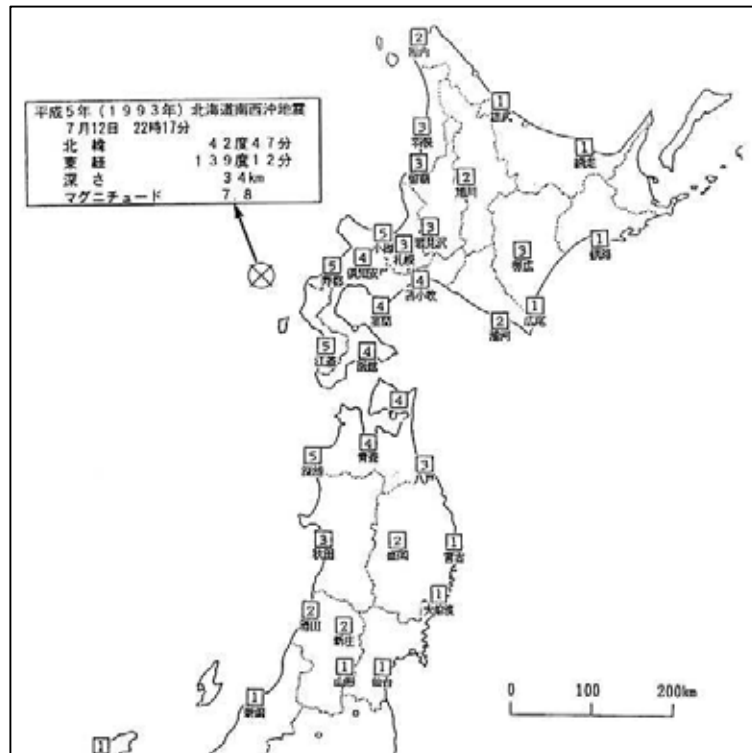 平成5年(1993年)北海道南西沖地震
7月12日 22時17分
北緯 42度47分
東経 139度12分
深さ 34km
マグニチュード 7.8
2
稚内
1
雄武
3
羽幌
1
網走
3
留萌
2
旭川
5
小樽
3
札幌
3
岩見沢
3
帯広
1
釧路
5
寿都
4
倶知安
4
苫小牧
4
室蘭
2
浦河
1
広尾
5
江差
4
函館
4
4
青森
5
深浦
3
八戸
3
秋田
2
盛岡
1
宮古
1
大船渡
2
酒田
2
新庄
1
山形
1
仙台
1
新潟
1
0 100 200km